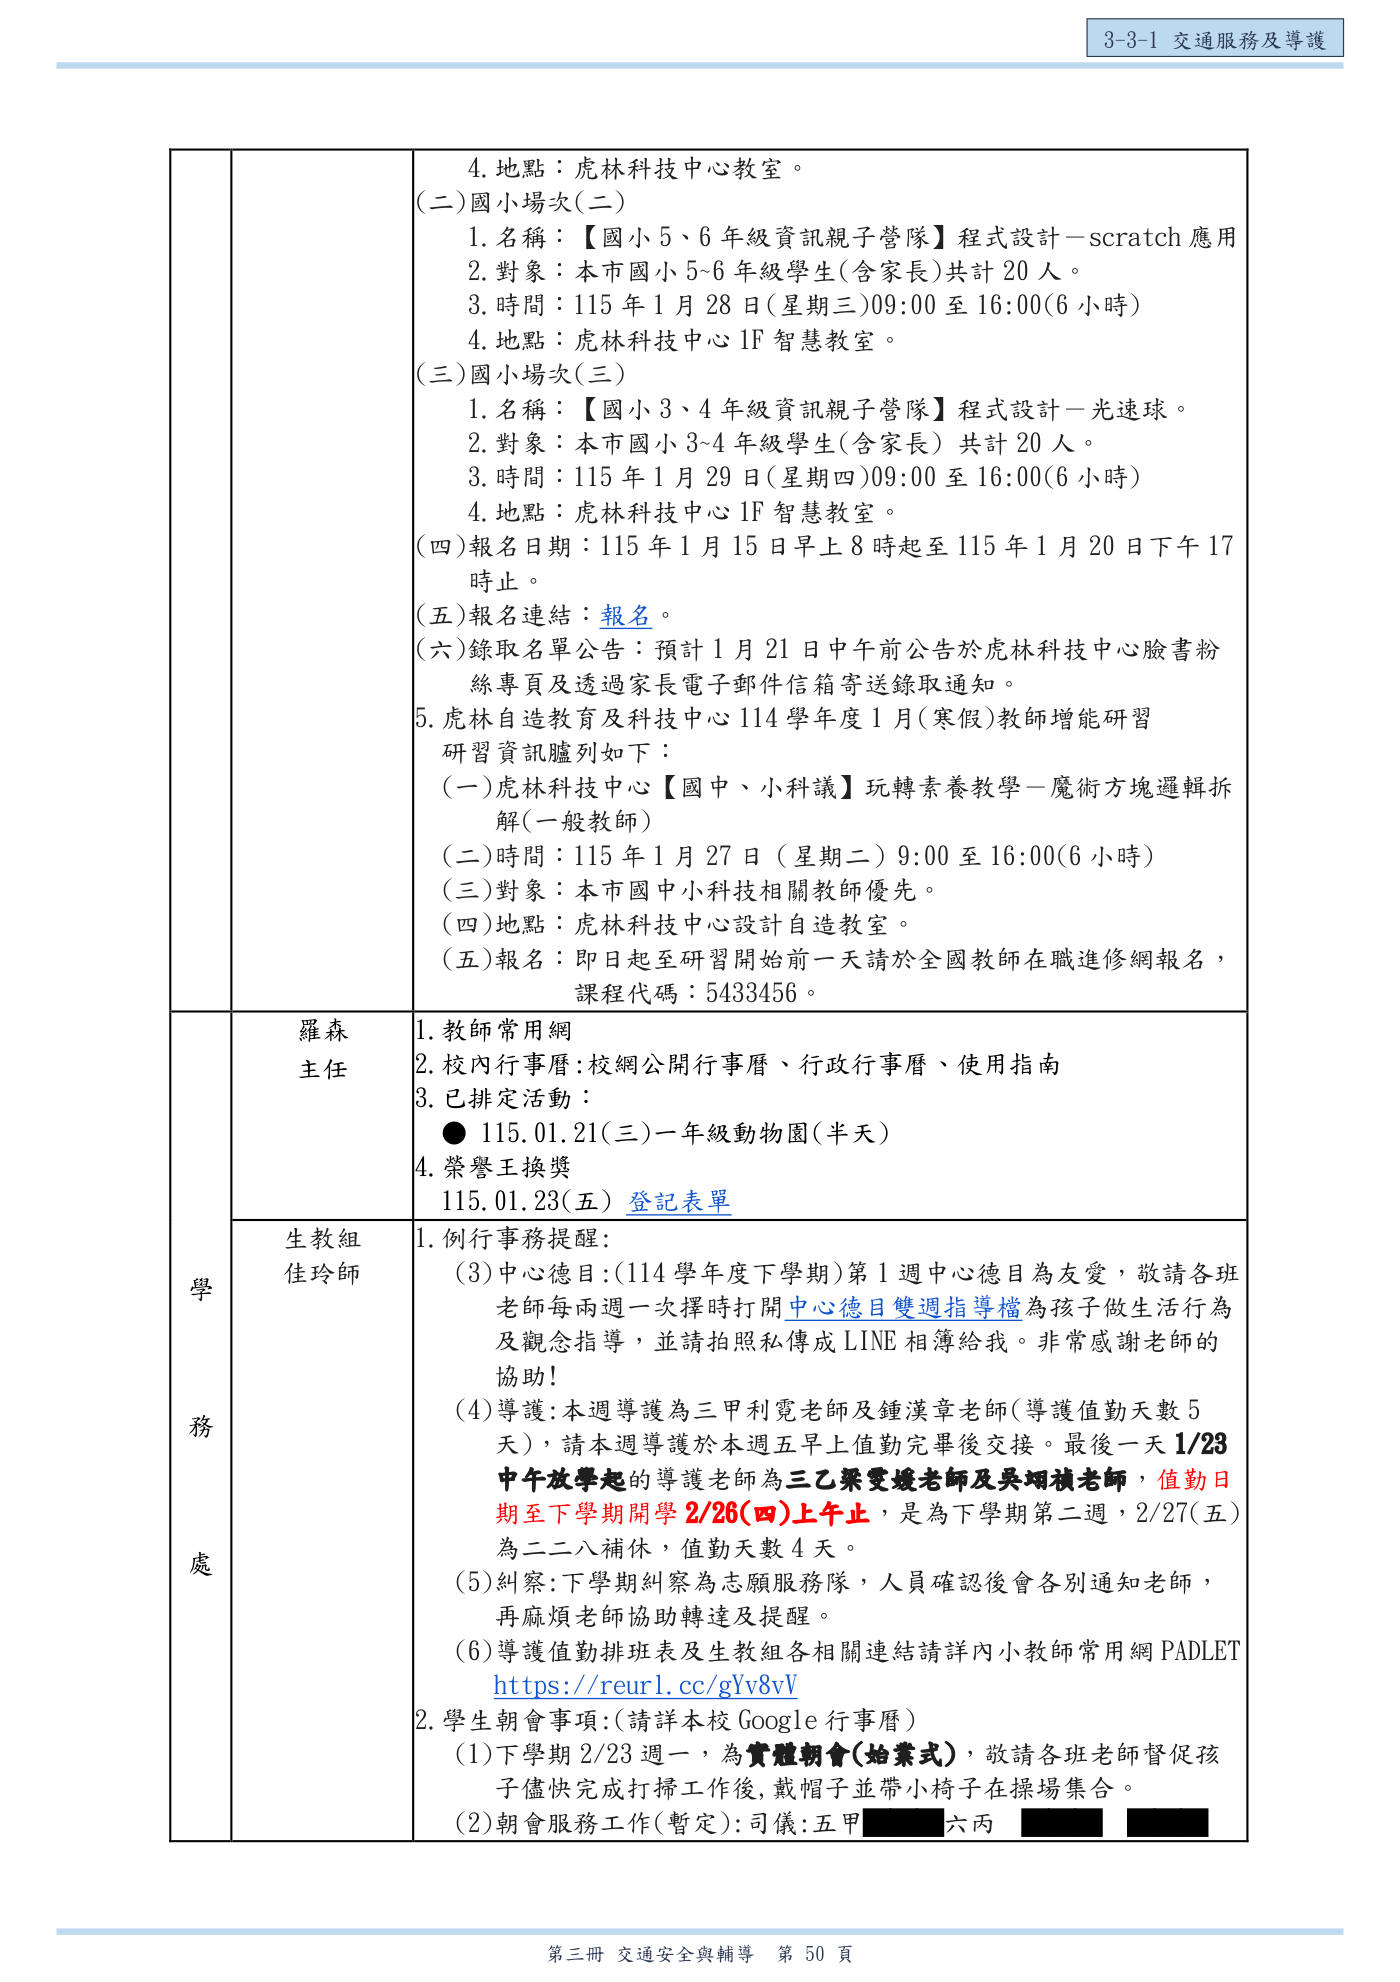 3-3-1 交通服務及導護
4.地點：虎林科技中心教室。
(二)國小場次(二)
1.名稱：【國小 5、6 年級資訊親子營隊】程式設計－scratch 應用
2.對象：本市國小 5~6 年級學生(含家長)共計 20 人。
3.時間：115 年 1 月 28 日(星期三)09:00 至 16:00(6 小時)
4.地點：虎林科技中心 1F 智慧教室。
(三)國小場次(三)
1.名稱：【國小 3、4 年級資訊親子營隊】程式設計－光速球。
2.對象：本市國小 3~4 年級學生(含家長) 共計 20 人。
3.時間：115 年 1 月 29 日(星期四)09:00 至 16:00(6 小時)
4.地點：虎林科技中心 1F 智慧教室。
(四)報名日期：115 年 1 月 15 日早上 8 時起至 115 年 1 月 20 日下午 17
時止。
(五)報名連結：報名。
(六)錄取名單公告：預計 1 月 21 日中午前公告於虎林科技中心臉書粉
絲專頁及透過家長電子郵件信箱寄送錄取通知。
5.虎林自造教育及科技中心 114 學年度 1 月(寒假)教師增能研習
研習資訊臚列如下：
(一)虎林科技中心【國中、小科議】玩轉素養教學－魔術方塊邏輯拆
解(一般教師)
(二)時間：115 年 1 月 27 日（星期二）9:00 至 16:00(6 小時)
(三)對象：本市國中小科技相關教師優先。
(四)地點：虎林科技中心設計自造教室。
(五)報名：即日起至研習開始前一天請於全國教師在職進修網報名，
課程代碼：5433456。
學
務
處
羅森
主任
1.教師常用網
2.校內行事曆:校網公開行事曆、行政行事曆、使用指南
3.已排定活動：
● 115.01.21(三)一年級動物園(半天)
4.榮譽王換獎
115.01.23(五) 登記表單
生教組
佳玲師
1.例行事務提醒:
(3)中心德目:(114 學年度下學期)第 1 週中心德目為友愛，敬請各班
老師每兩週一次擇時打開中心德目雙週指導檔為孩子做生活行為
及觀念指導，並請拍照私傳成 LINE 相簿給我。非常感謝老師的
協助!
(4)導護:本週導護為三甲利霓老師及鍾漢章老師(導護值勤天數 5
天)，請本週導護於本週五早上值勤完畢後交接。最後一天 1/23
中午放學起的導護老師為三乙梁雯媛老師及吳翊禎老師，值勤日
期至下學期開學 2/26(四)上午止，是為下學期第二週，2/27(五)
為二二八補休，值勤天數 4 天。
(5)糾察:下學期糾察為志願服務隊，人員確認後會各別通知老師，
再麻煩老師協助轉達及提醒。
(6)導護值勤排班表及生教組各相關連結請詳內小教師常用網 PADLET
https://reurl.cc/gYv8vV
2.學生朝會事項:(請詳本校 Google 行事曆)
(1)下學期 2/23 週一，為實體朝會(始業式)，敬請各班老師督促孩
子儘快完成打掃工作後,戴帽子並帶小椅子在操場集合。
(2)朝會服務工作(暫定):司儀:五甲 六丙
第三冊 交通安全與輔導 第 50 頁